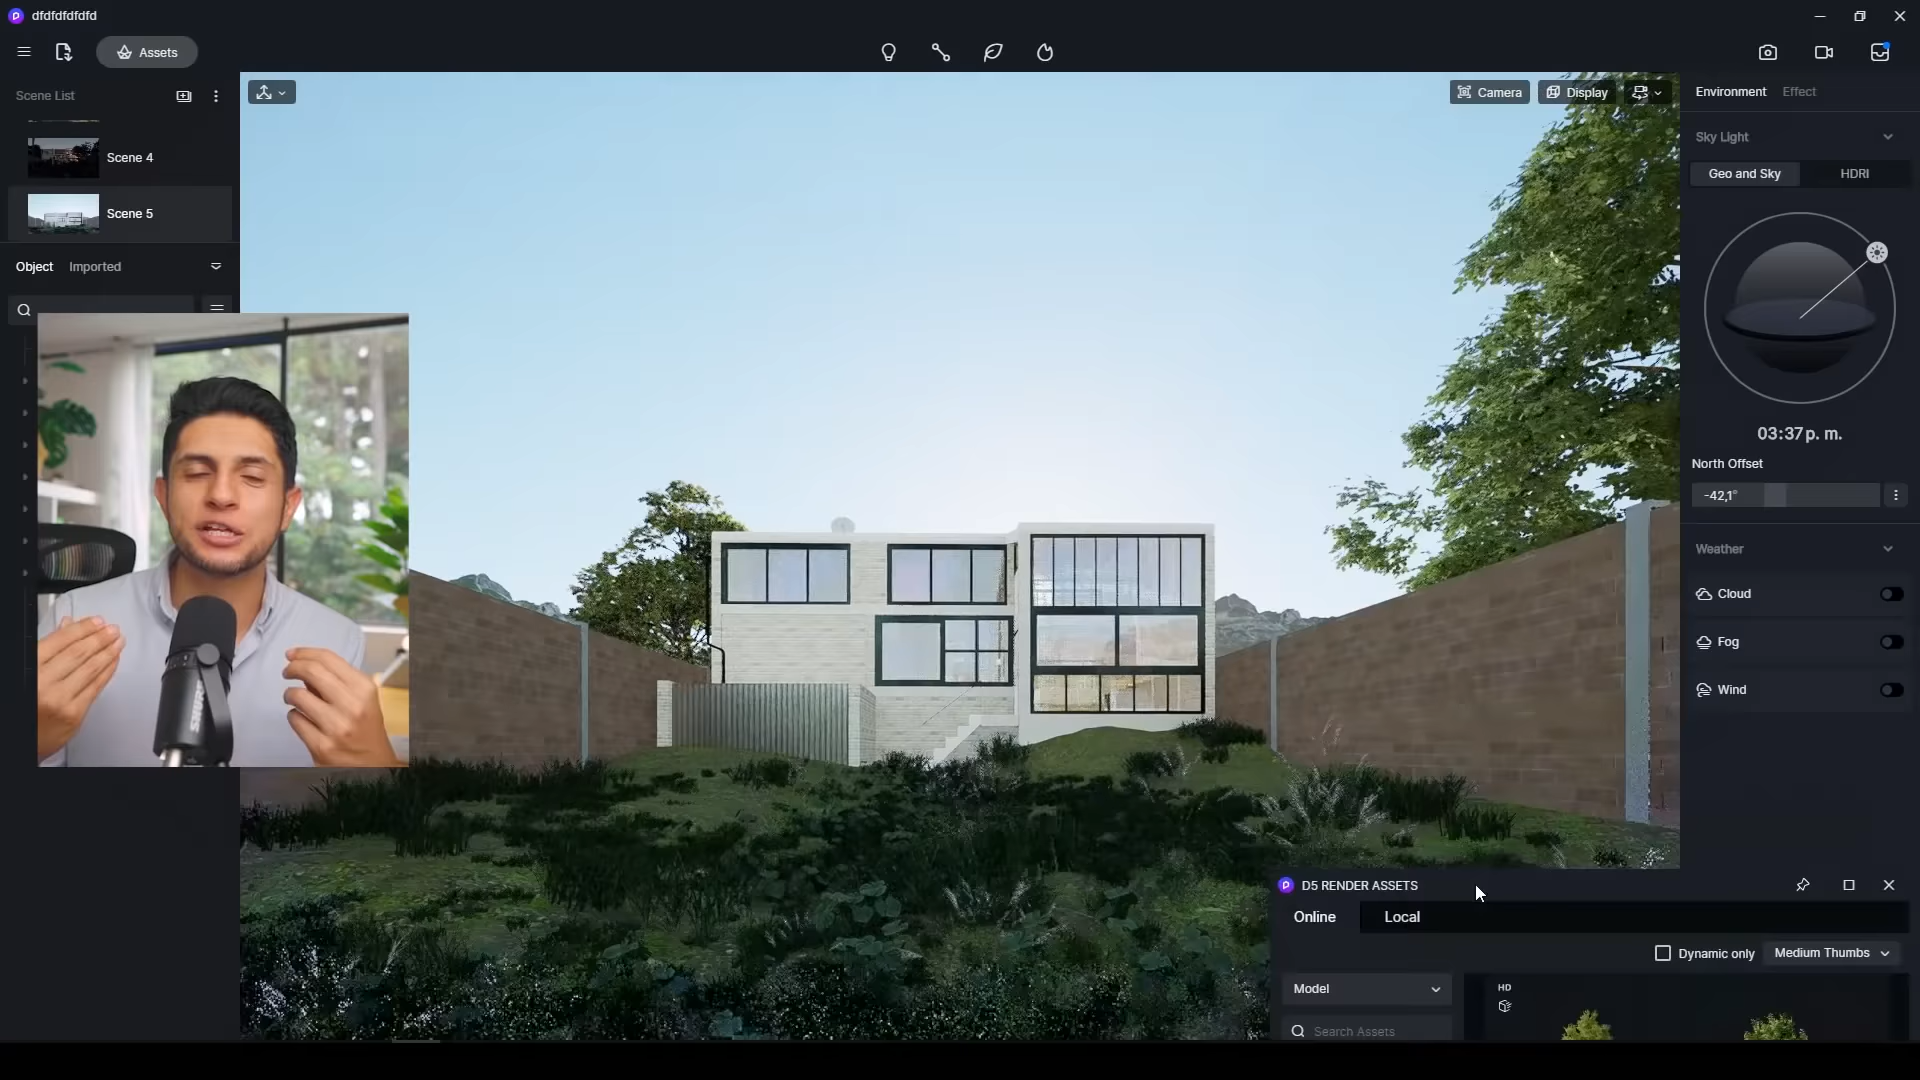 dfdfdfdfdfd
Assets
Scene List
Scene 4
Scene 5
Object Imported
Camera
Display
Environment Effect
Sky Light
Geo and Sky HDRI
03:37 p. m.
North Offset
-42,1°
Weather
Cloud
Fog
Wind
SHURE
D5 RENDER ASSETS
Online Local
Dynamic only Medium Thumbs
Model
HD
Search Assets